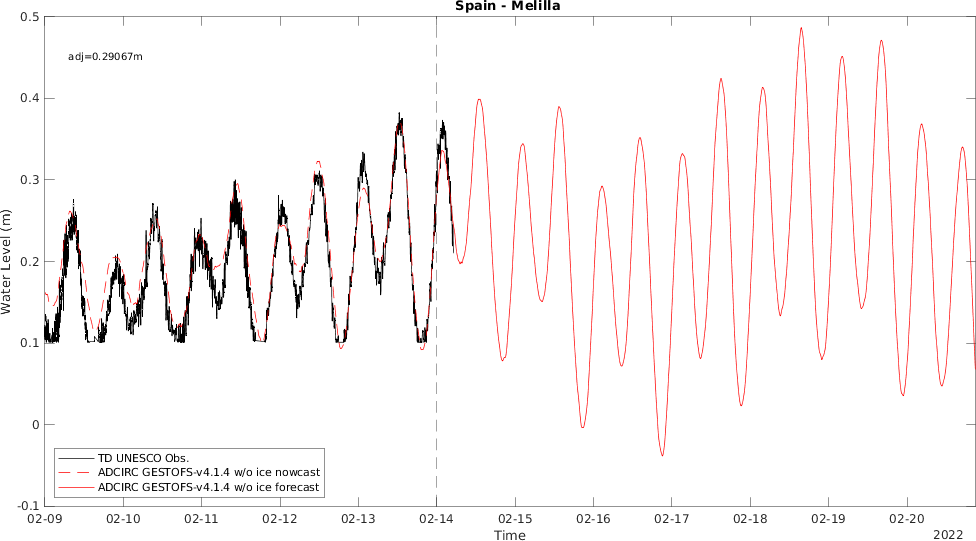 Spain - Melilla
adj=0.29067m
0.5
0.4
0.3
0.2
0.1
0
-0.1
Water Level (m)
TD UNESCO Obs.
ADCIRC GESTOFS-v4.1.4 w/o ice nowcast
ADCIRC GESTOFS-v4.1.4 w/o ice forecast
02-09 02-10 02-11 02-12 02-13 02-14 02-15 02-16 02-17 02-18 02-19 02-20
Time
2022